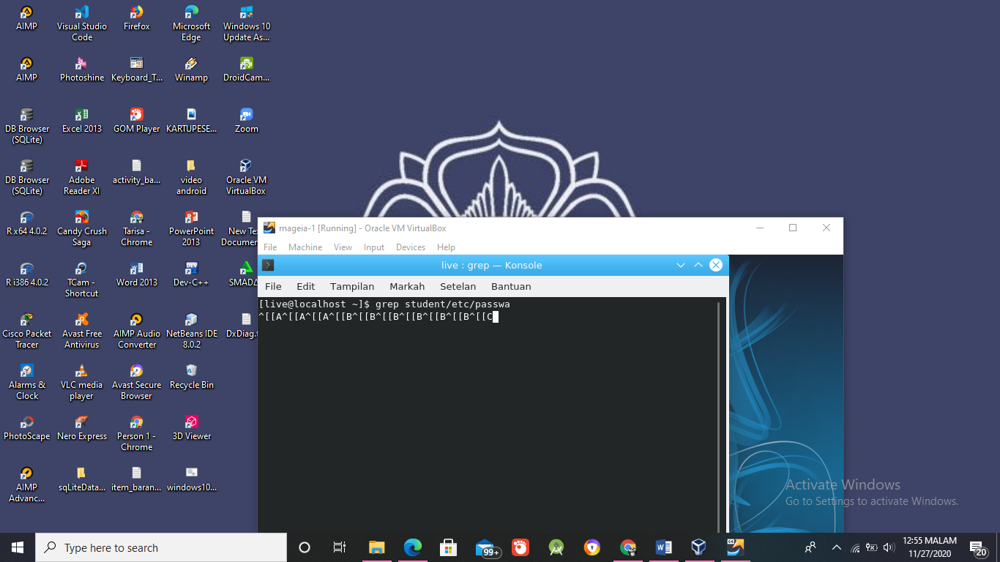 AIMP
Visual Studio
Code
Firefox
Microsoft
Edge
Windows 10
Update As...
AIMP
Photoshine
Keyboard_T...
Winamp
DroidCam...
DB Browser
(SQLite)
Excel 2013
GOM Player
KARTUPESE...
Zoom
DB Browser
(SQLite)
Adobe
Reader XI
activity_ba...
video
android
Oracle VM
VirtualBox
R x64 4.0.2
Candy Crush
Saga
Tarisa -
Chrome
PowerPoint
2013
New Te
Documen
R i386 4.0.2
TCam -
Shortcut
Word 2013
Dev-C++
SMAD
Cisco Packet
Tracer
Avast Free
Antivirus
AIMP Audio
Converter
NetBeans IDE
8.0.2
DxDiag.
Alarms &
Clock
VLC media
player
Avast Secure
Browser
Recycle Bin
PhotoScape
Nero Express
Person 1 -
Chrome
3D Viewer
AIMP
Advanc...
sqLiteData...
item_baran...
windows10...
mageia-1 [Running] - Oracle VM VirtualBox
File Machine View Input Devices Help
live : grep — Konsole
File Edit Tampilan Markah Setelan Bantuan
[live@localhost ~]$ grep student/etc/passwa
^[[A^[[A^[[A^[[B^[[B^[[B^[[B^[[B^[[B^[[C
Activate Windows
Go to Settings to activate Windows.
Type here to search
99+
12:55 MALAM
11/27/2020
20